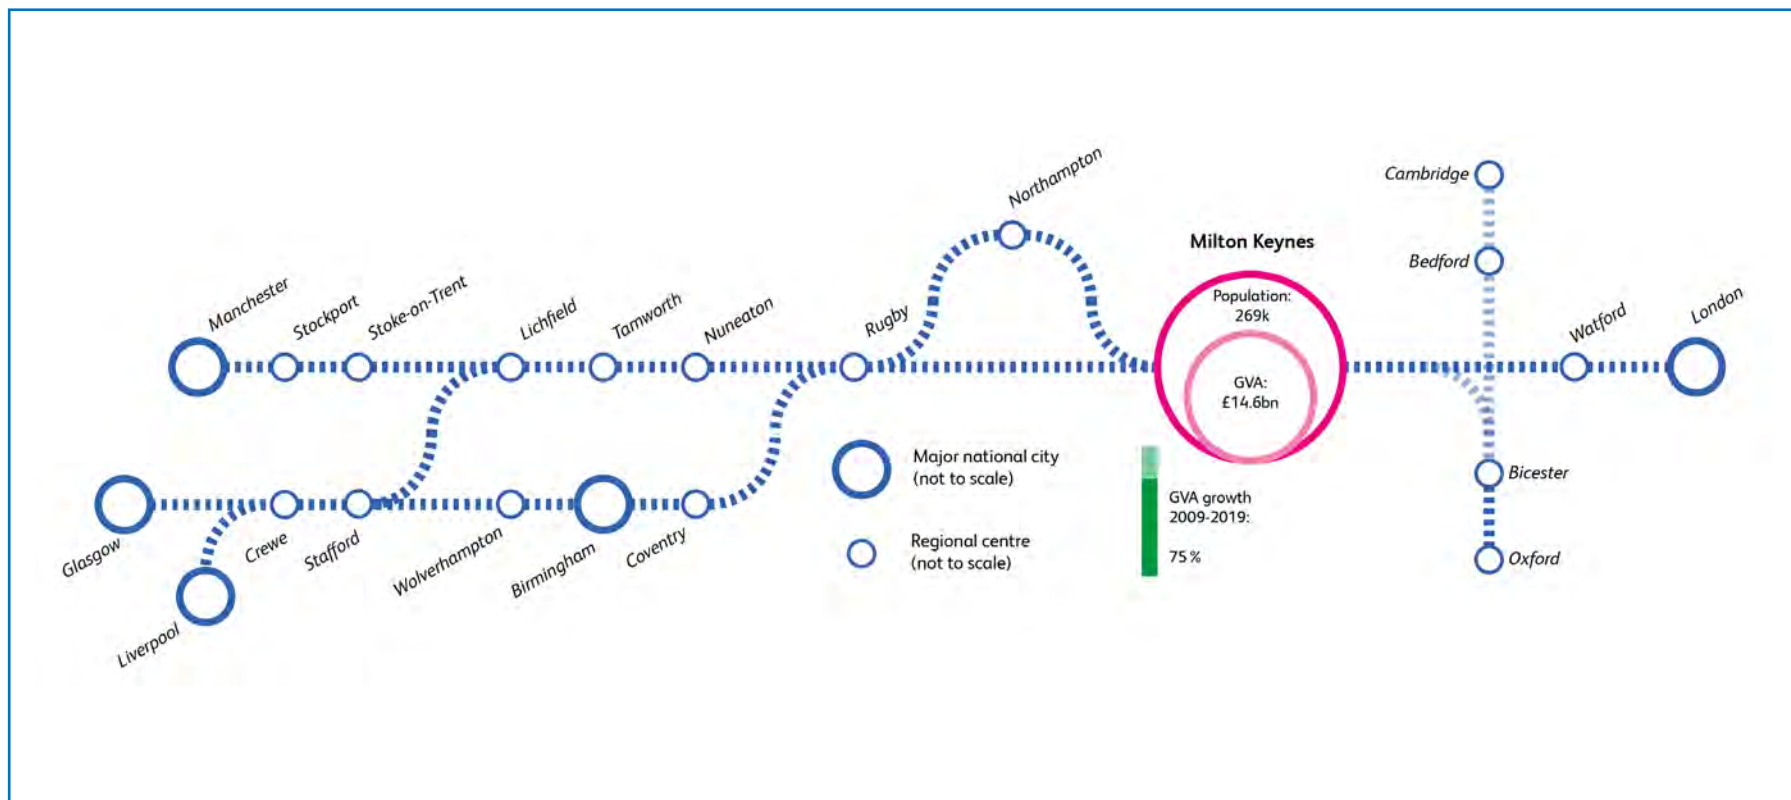 Manchester
Stockport
Stoke-on-Trent
Lichfield
Tamworth
Nuneaton
Rugby
Northampton
Milton Keynes
Population:
269k
GVA:
£14.6bn
Cambridge
Bedford
Watford
London
Bicester
Oxford
Glasgow
Liverpool
Crewe
Stafford
Wolverhampton
Birmingham
Coventry
Major national city
(not to scale)
Regional centre
(not to scale)
GVA growth
2009-2019:
75%